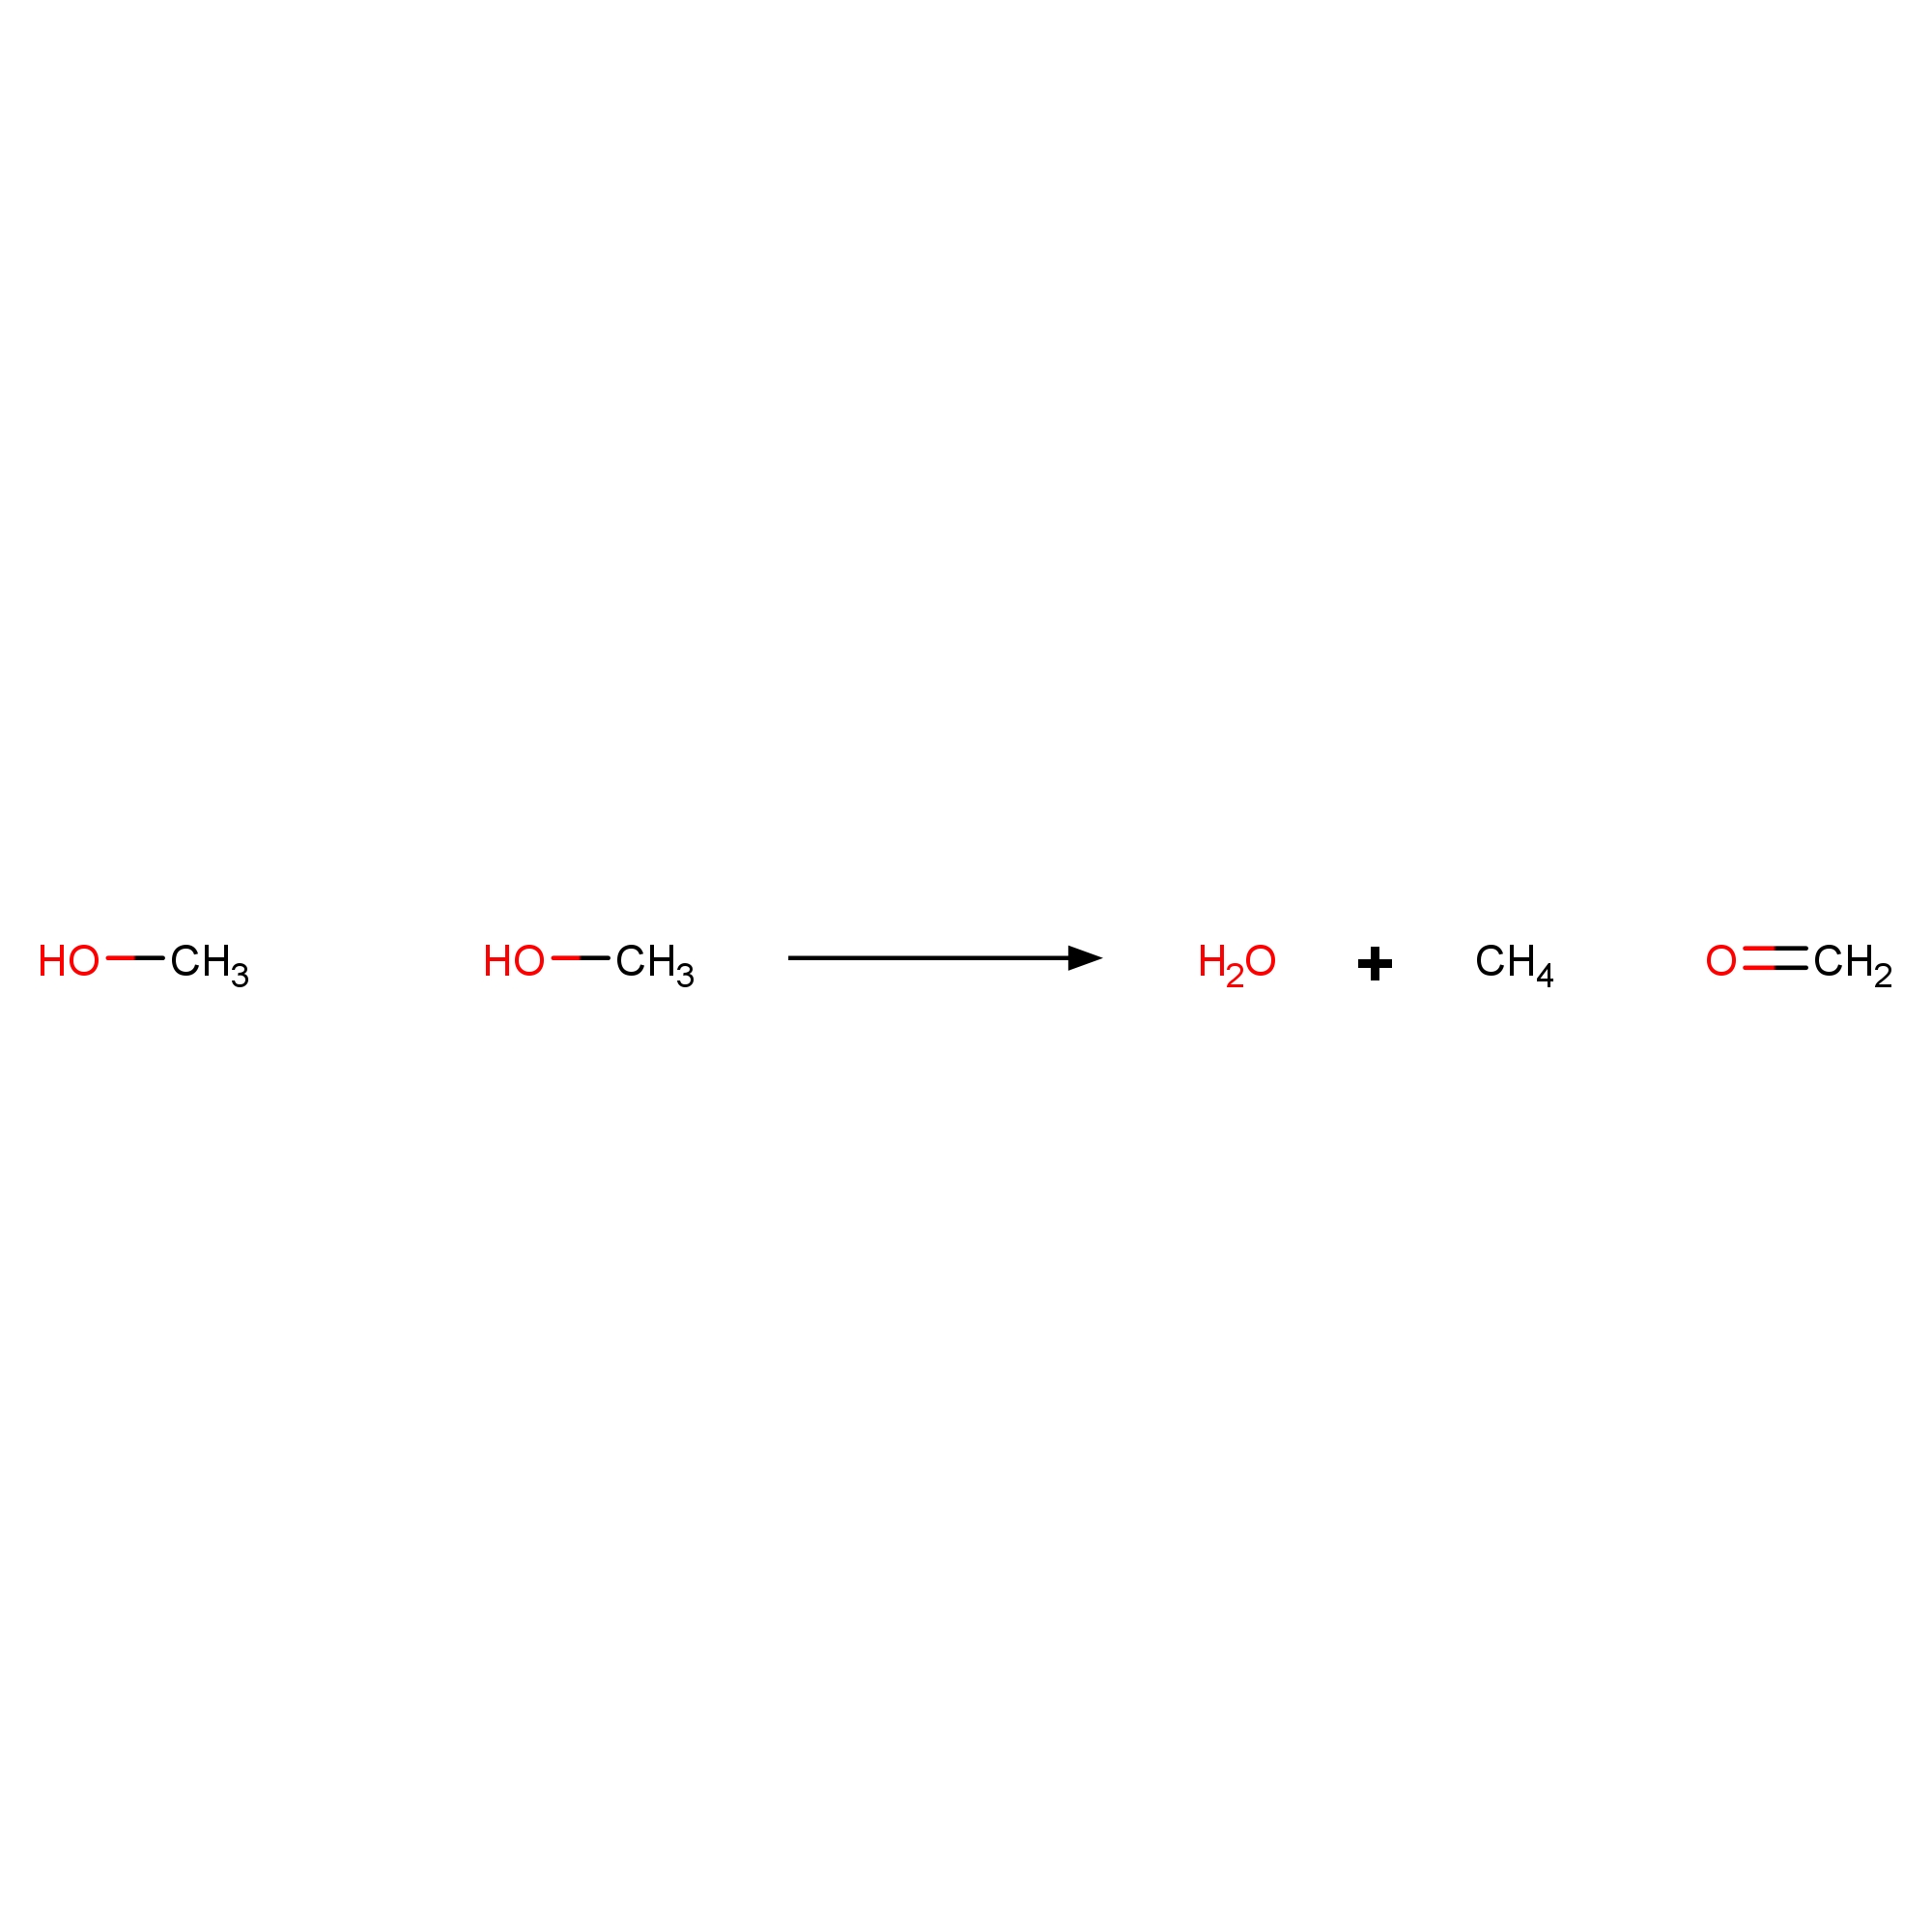 HO CH₃ HO CH₃ H₂O + CH₄ O CH₂